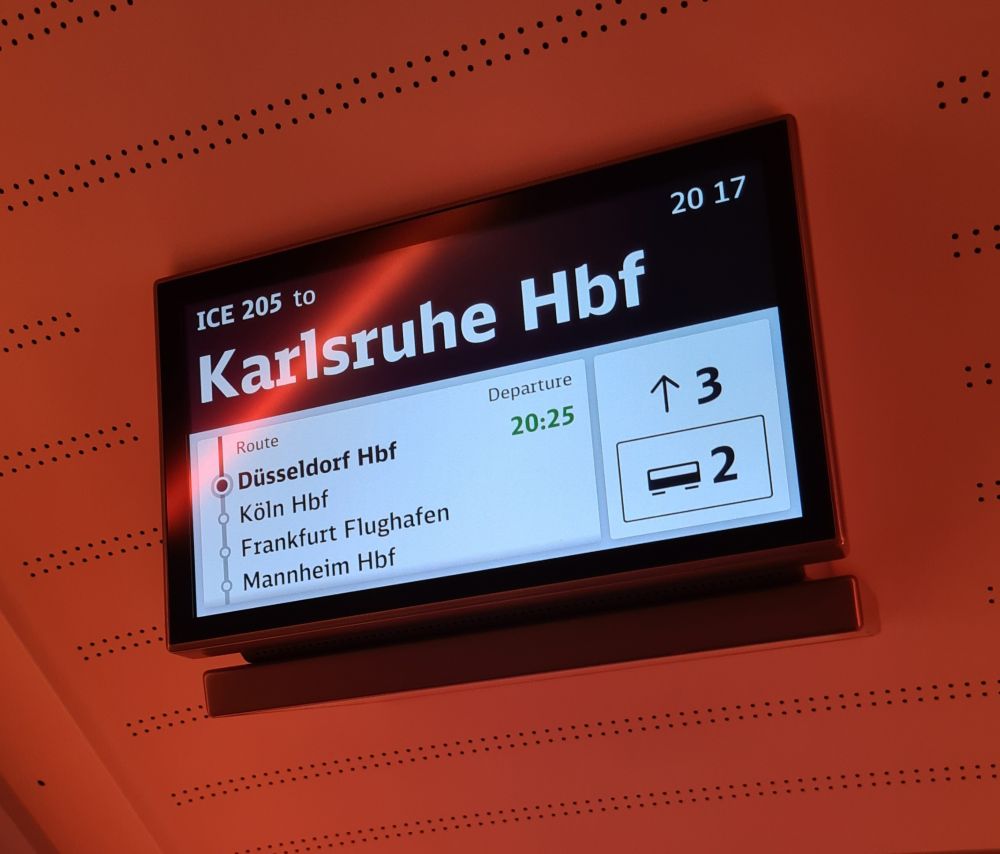 20 17
ICE 205 to
Karlsruhe Hbf
Route
Departure
Düsseldorf Hbf
20:25
Köln Hbf
Frankfurt Flughafen
Mannheim Hbf
↑ 3
2